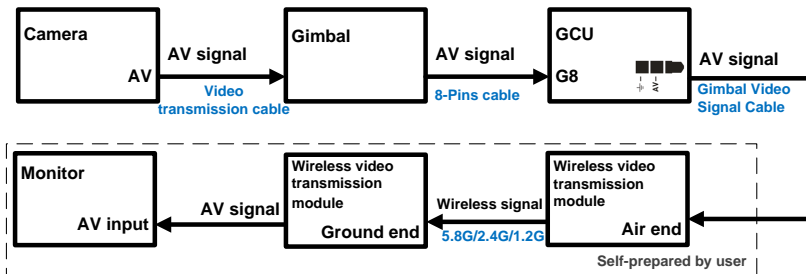 Camera
AV
AV signal
Video
transmission cable
Gimbal
AV signal
8-Pins cable
GCU
G8
AV
AV signal
Gimbal Video
Signal Cable
Monitor
AV input
AV signal
Wireless video
transmission
module
Ground end
Wireless signal
5.8G/2.4G/1.2G
Wireless video
transmission
module
Air end
Self-prepared by user